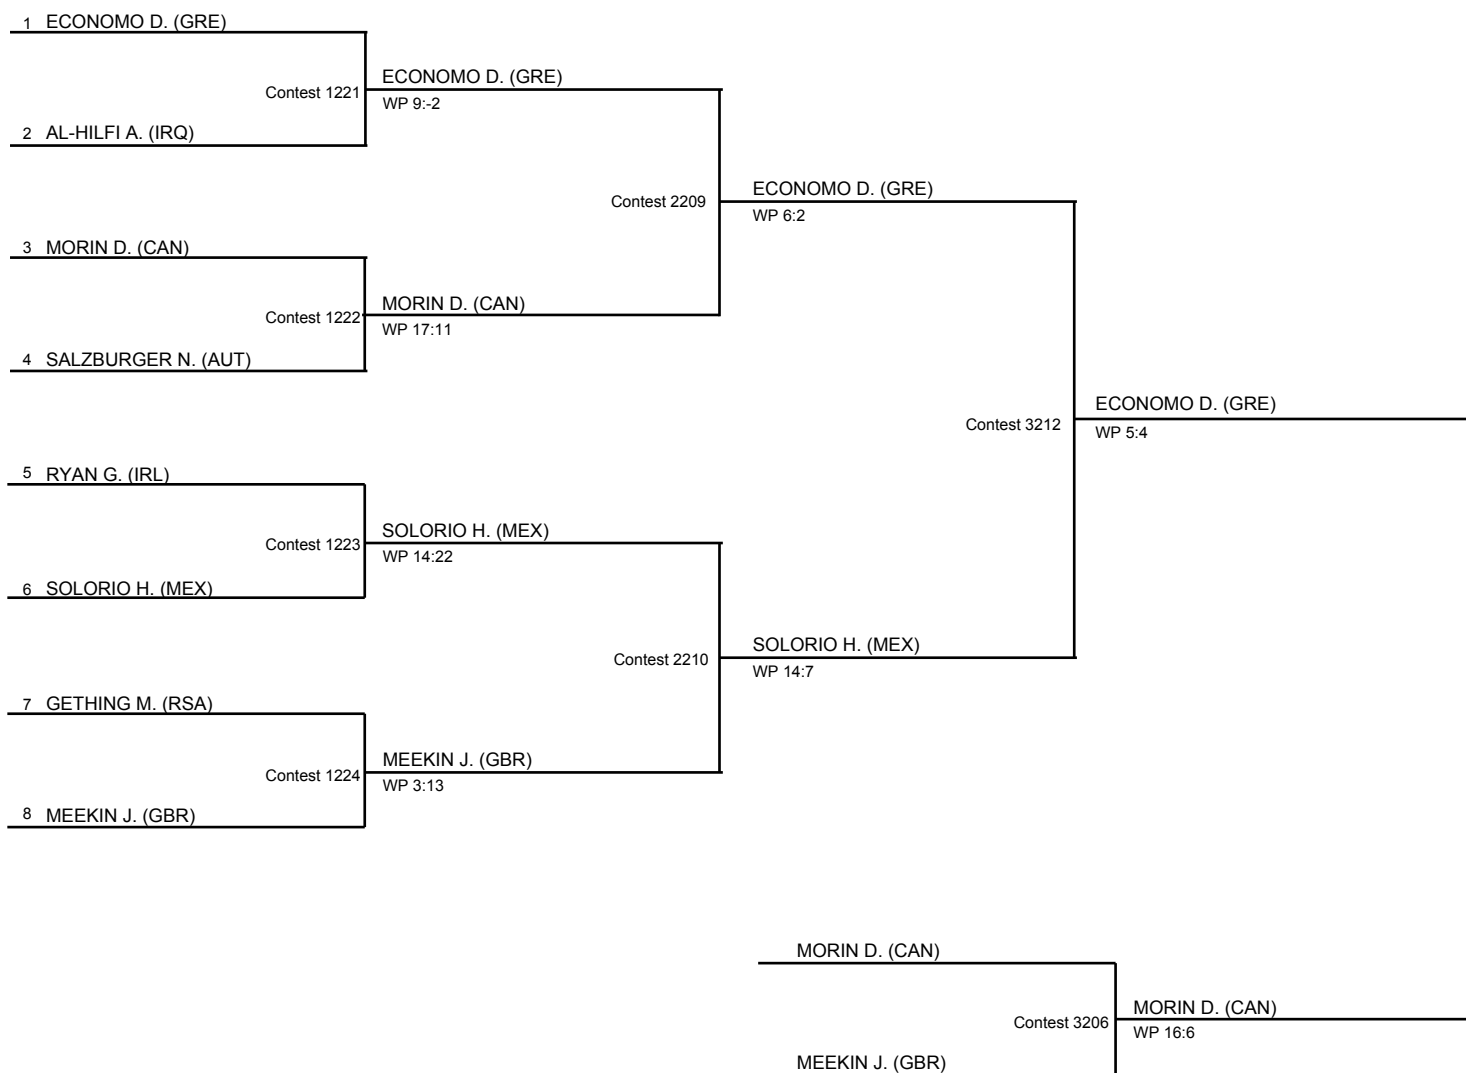 1 ECONOMO D. (GRE)
Contest 1221
ECONOMO D. (GRE)
WP 9:-2
2 AL-HILFI A. (IRQ)
Contest 2209
ECONOMO D. (GRE)
WP 6:2
3 MORIN D. (CAN)
Contest 1222
MORIN D. (CAN)
WP 17:11
4 SALZBURGER N. (AUT)
Contest 3212
ECONOMO D. (GRE)
WP 5:4
5 RYAN G. (IRL)
Contest 1223
SOLORIO H. (MEX)
WP 14:22
6 SOLORIO H. (MEX)
Contest 2210
SOLORIO H. (MEX)
WP 14:7
7 GETHING M. (RSA)
Contest 1224
MEEKIN J. (GBR)
WP 3:13
8 MEEKIN J. (GBR)
MORIN D. (CAN)
Contest 3206
MORIN D. (CAN)
WP 16:6
MEEKIN J. (GBR)